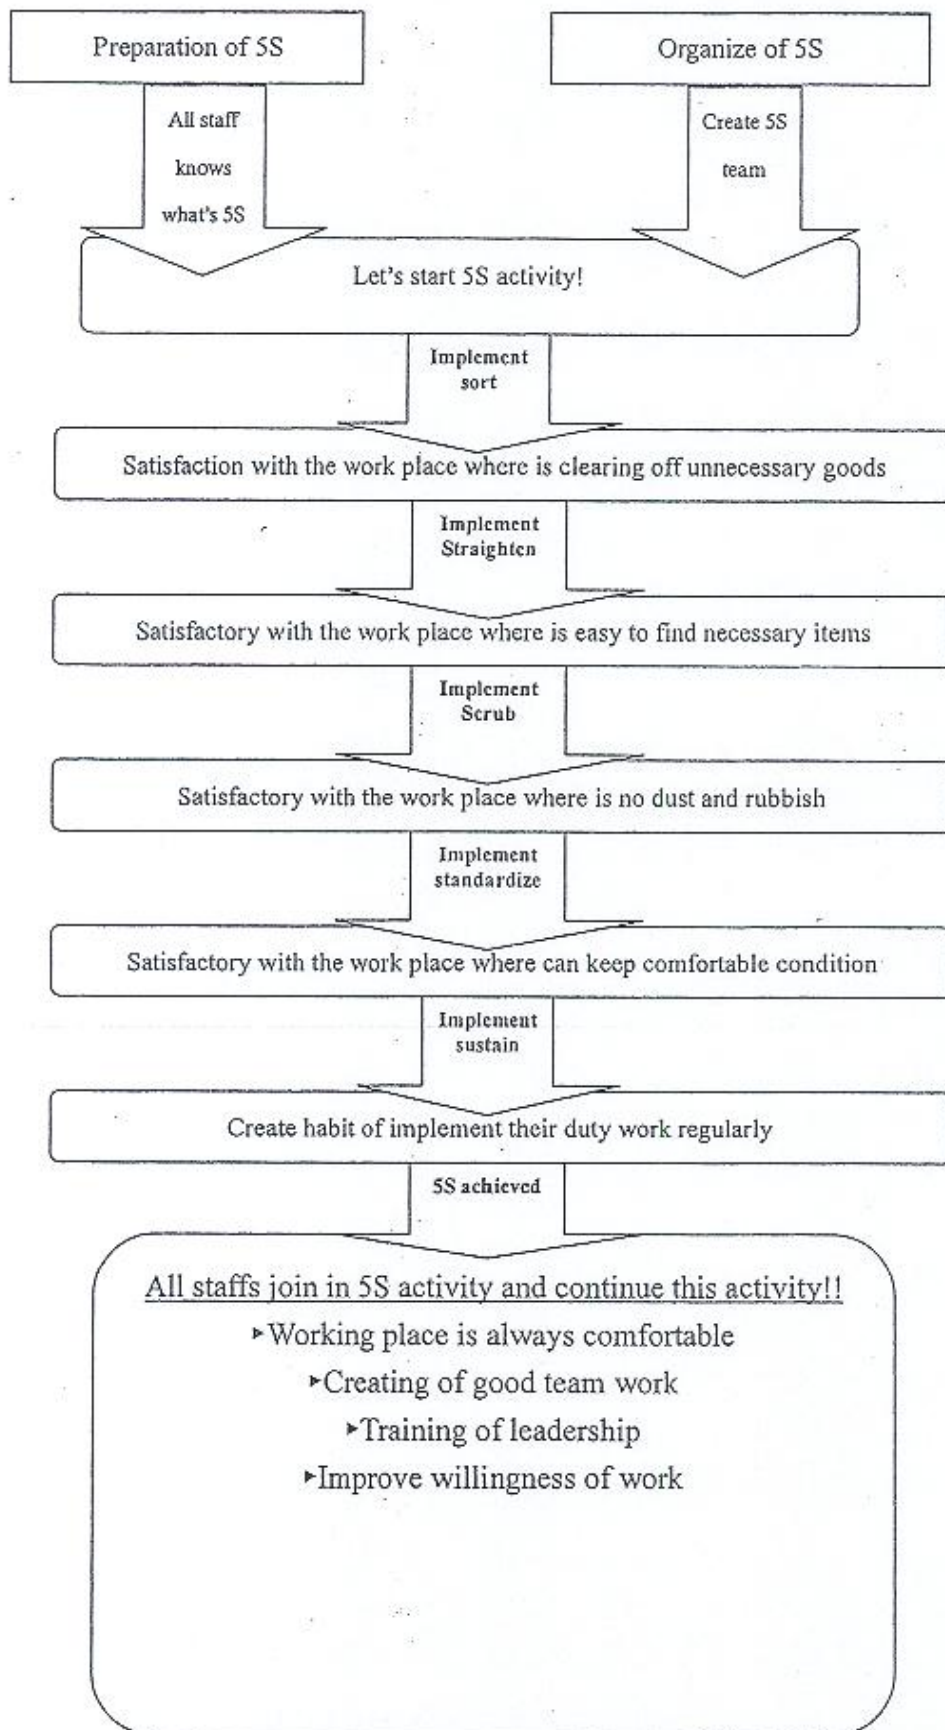 Preparation of 5S
Organize of 5S
All staff
knows
what's 5S
Create 5S
team
Let's start 5S activity!
Implement
sort
Satisfaction with the work place where is clearing off unnecessary goods
Implement
Straighten
Satisfactory with the work place where is easy to find necessary items
Implement
Scrub
Satisfactory with the work place where is no dust and rubbish
Implement
standardize
Satisfactory with the work place where can keep comfortable condition
Implement
sustain
Create habit of implement their duty work regularly
5S achieved
All staffs join in 5S activity and continue this activity!!
▸Working place is always comfortable
▸Creating of good team work
▸Training of leadership
▸Improve willingness of work